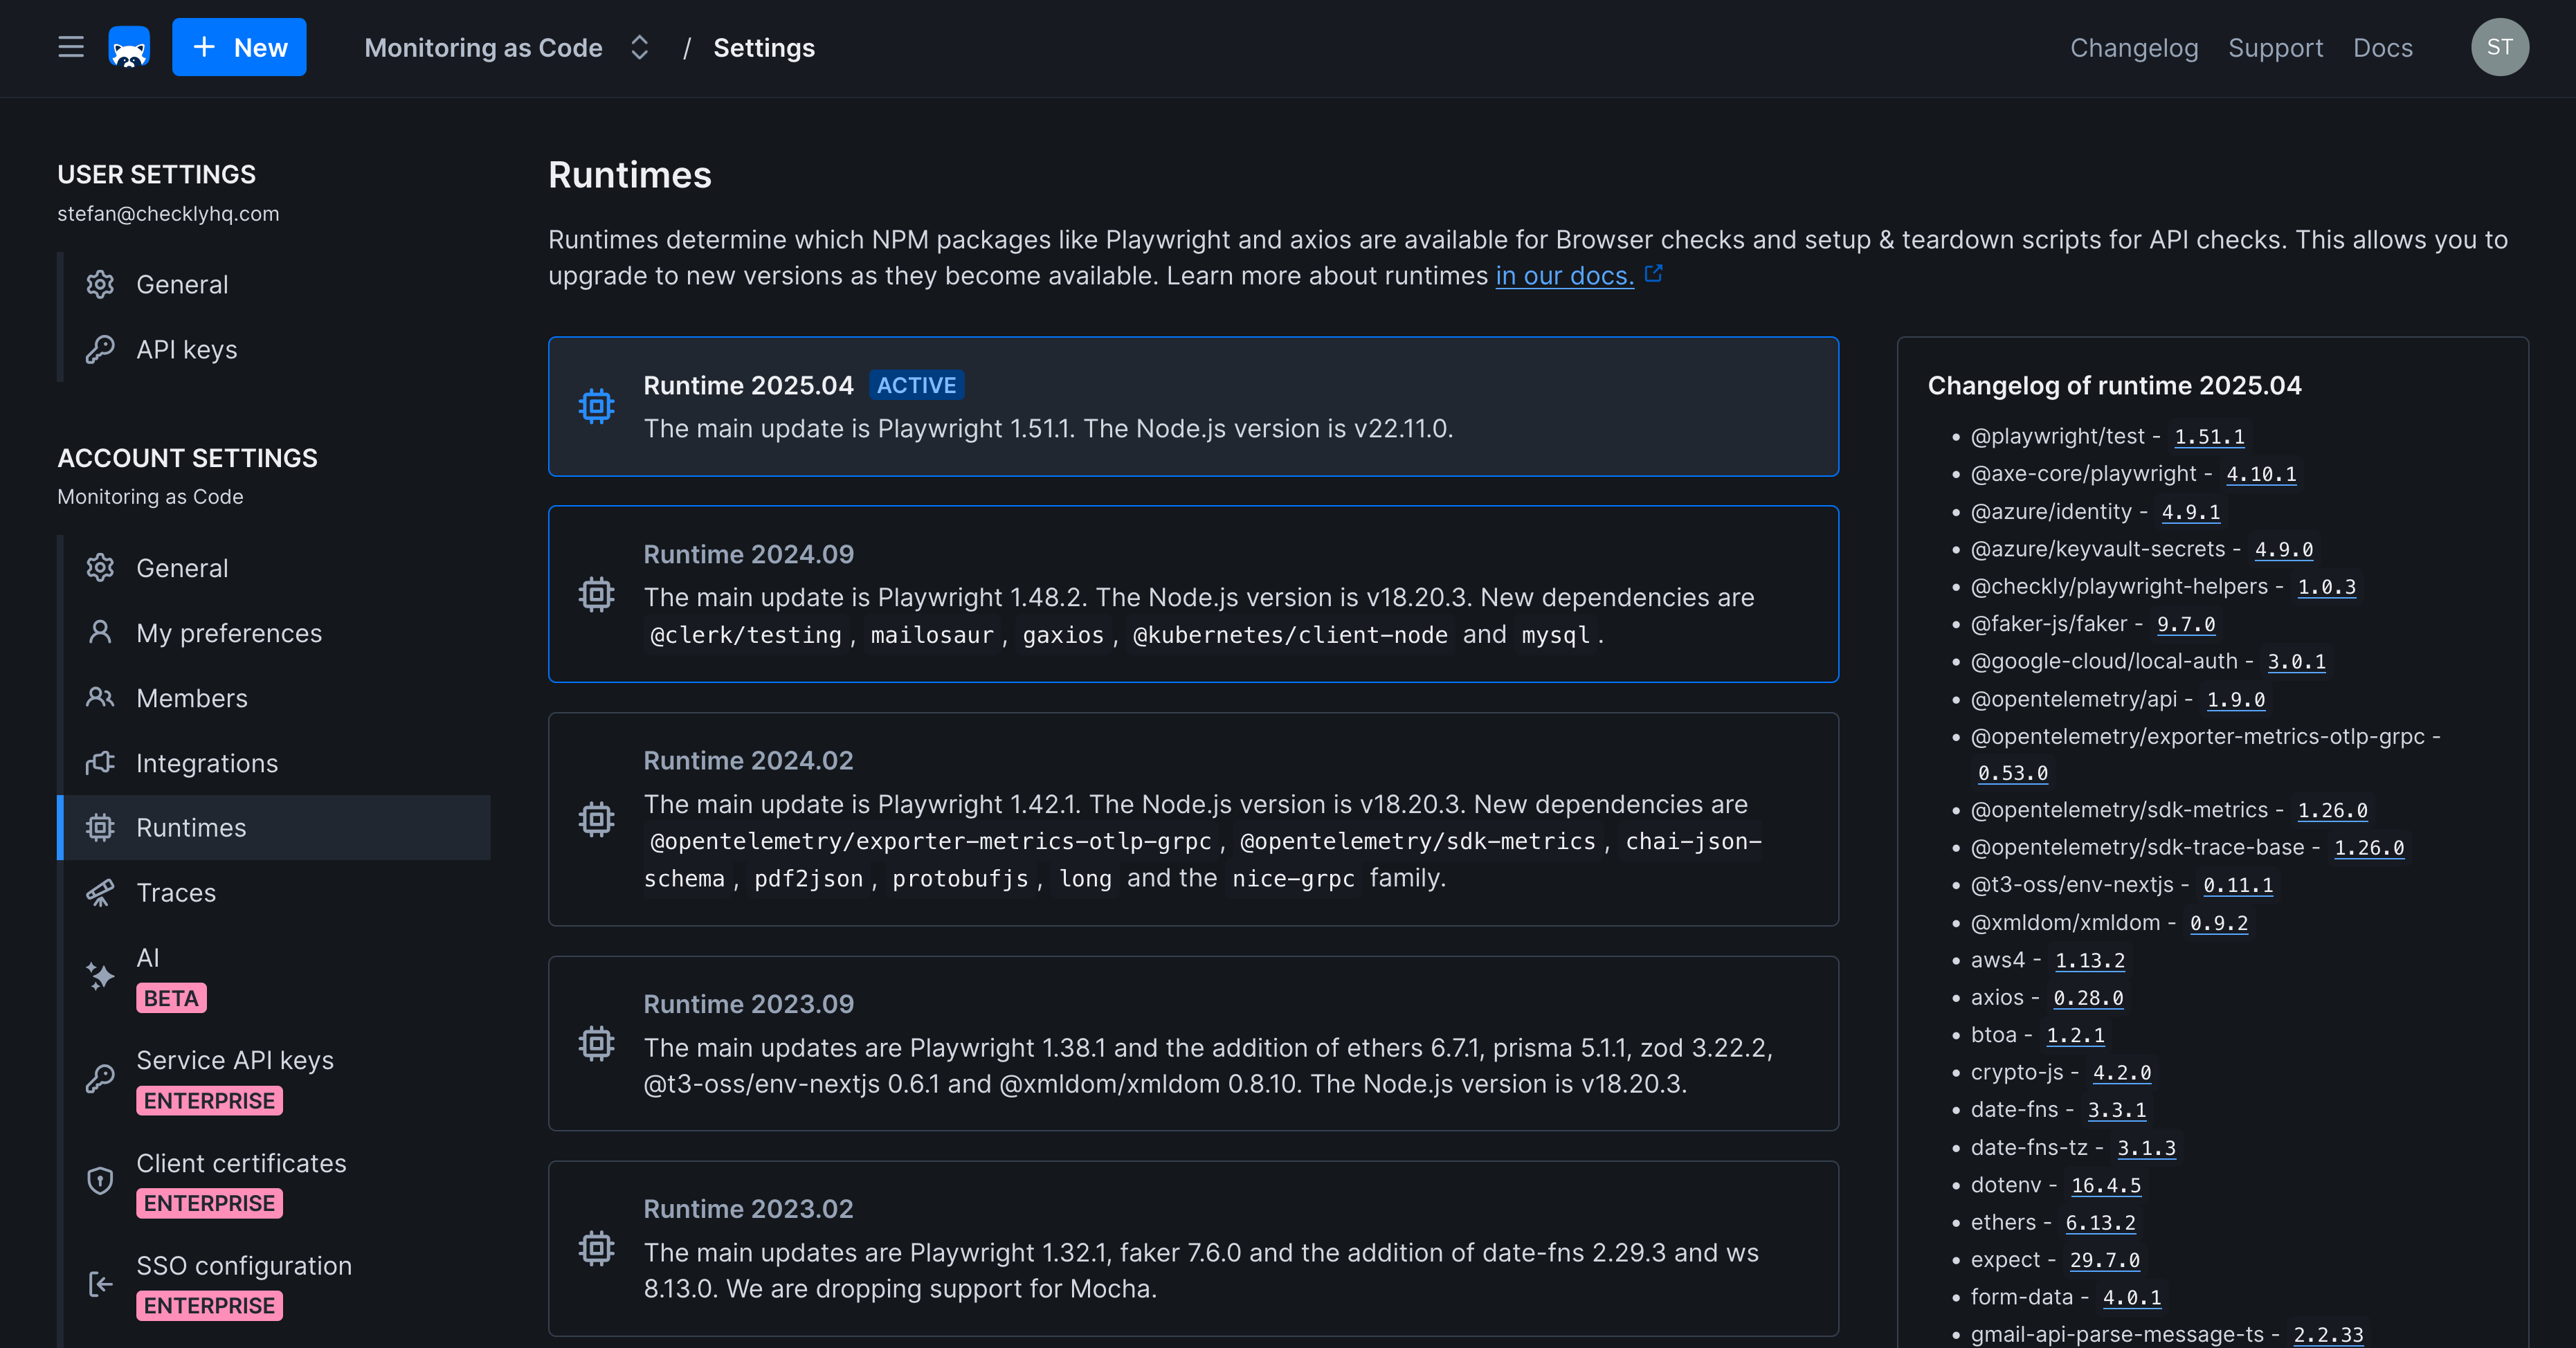 New
Monitoring as Code / Settings
Changelog Support Docs ST
USER SETTINGS
stefan@checklyhq.com
General
API keys
ACCOUNT SETTINGS
Monitoring as Code
General
My preferences
Members
Integrations
Runtimes
Traces
AI
BETA
Service API keys
ENTERPRISE
Client certificates
ENTERPRISE
SSO configuration
ENTERPRISE
Runtimes
Runtimes determine which NPM packages like Playwright and axios are available for Browser checks and setup & teardown scripts for API checks. This allows you to
upgrade to new versions as they become available. Learn more about runtimes in our docs.
Runtime 2025.04 ACTIVE
The main update is Playwright 1.51.1. The Node.js version is v22.11.0.
Runtime 2024.09
The main update is Playwright 1.48.2. The Node.js version is v18.20.3. New dependencies are
@clerk/testing, mailosaur, gaxios, @kubernetes/client-node and mysql.
Runtime 2024.02
The main update is Playwright 1.42.1. The Node.js version is v18.20.3. New dependencies are
@opentelemetry/exporter-metrics-otlp-grpc, @opentelemetry/sdk-metrics, chai-json-
schema, pdf2json, protobufjs, long and the nice-grpc family.
Runtime 2023.09
The main updates are Playwright 1.38.1 and the addition of ethers 6.7.1, prisma 5.1.1, zod 3.22.2,
@t3-oss/env-nextjs 0.6.1 and @xmldom/xmldom 0.8.10. The Node.js version is v18.20.3.
Runtime 2023.02
The main updates are Playwright 1.32.1, faker 7.6.0 and the addition of date-fns 2.29.3 and ws
8.13.0. We are dropping support for Mocha.
Changelog of runtime 2025.04
• @playwright/test - 1.51.1
• @axe-core/playwright - 4.10.1
• @azure/identity - 4.9.1
• @azure/keyvault-secrets - 4.9.0
• @checkly/playwright-helpers - 1.0.3
• @faker-js/faker - 9.7.0
• @google-cloud/local-auth - 3.0.1
• @opentelemetry/api - 1.9.0
• @opentelemetry/exporter-metrics-otlp-grpc -
0.53.0
• @opentelemetry/sdk-metrics - 1.26.0
• @opentelemetry/sdk-trace-base - 1.26.0
• @t3-oss/env-nextjs - 0.11.1
• @xmldom/xmldom - 0.9.2
• aws4 - 1.13.2
• axios - 0.28.0
• btoa - 1.2.1
• crypto-js - 4.2.0
• date-fns - 3.3.1
• date-fns-tz - 3.1.3
• dotenv - 16.4.5
• ethers - 6.13.2
• expect - 29.7.0
• form-data - 4.0.1
• gmail-api-parse-message-ts - 2.2.33